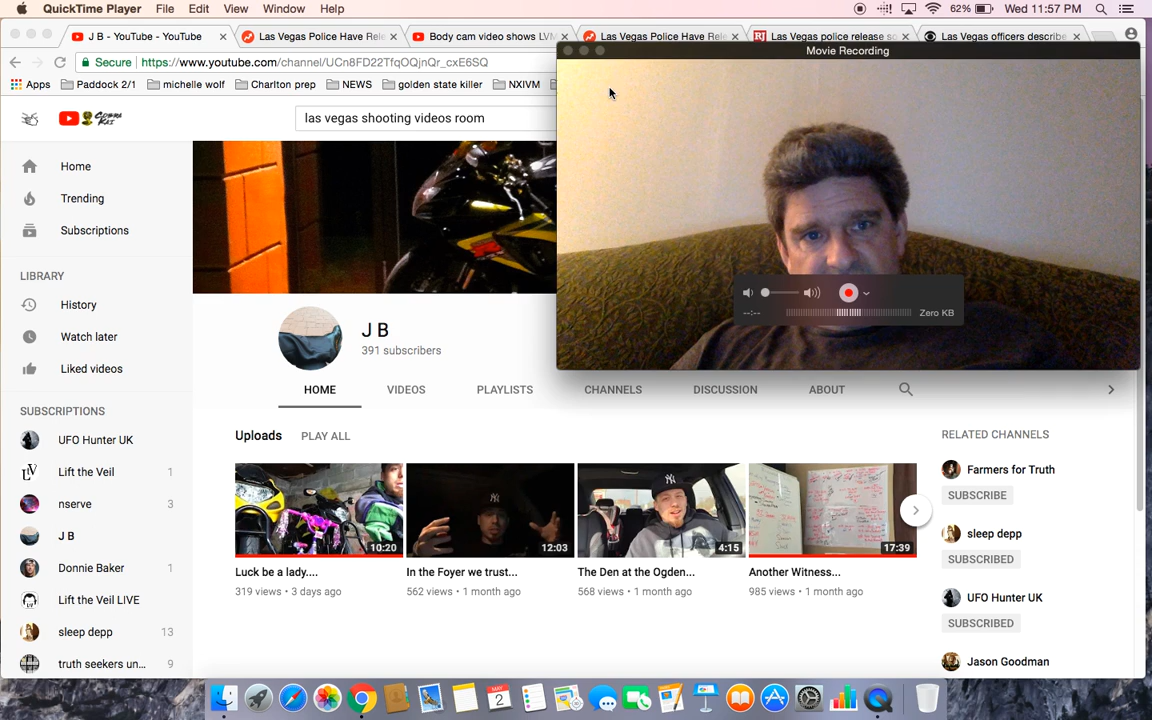 QuickTime Player File Edit View Window Help 62% Wed 11:57 PM
J B - YouTube - YouTube
Las Vegas Police Have Rele
Body cam video shows LVM
Las Vegas Police Have Rele
Las Vegas police release sc
Las Vegas officers describe
Movie Recording
Secure https://www.youtube.com/channel/UCn8FD22TfqOQjnQr_cxE6SQ
Apps Paddock 2/1 michelle wolf Charlton prep NEWS golden state killer NXIVM
COBRA KAI
las vegas shooting videos room
Home
Trending
Subscriptions
LIBRARY
History
Watch later
Liked videos
SUBSCRIPTIONS
UFO Hunter UK
Lift the Veil 1
nserve 3
J B
Donnie Baker 1
Lift the Veil LIVE
sleep depp 13
truth seekers un... 9
--:-- Zero KB
J B
391 subscribers
HOME VIDEOS PLAYLISTS CHANNELS DISCUSSION ABOUT
Uploads PLAY ALL
10:20
12:03
4:15
17:39
Luck be a lady....
319 views • 3 days ago
In the Foyer we trust...
562 views • 1 month ago
The Den at the Ogden...
568 views • 1 month ago
Another Witness...
985 views • 1 month ago
RELATED CHANNELS
Farmers for Truth
SUBSCRIBE
sleep depp
SUBSCRIBED
UFO Hunter UK
SUBSCRIBED
Jason Goodman
2